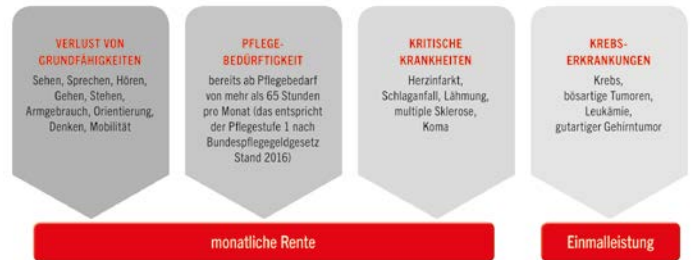 VERLUST VON
GRUNDFÄHIGKEITEN
Sehen, Sprechen, Hören,
Gehen, Stehen,
Armgebrauch, Orientierung,
Denken, Mobilität
PFLEGE-
BEDÜRFTIGKEIT
bereits ab Pflegebedarf
von mehr als 65 Stunden
pro Monat (das entspricht
der Pflegestufe 1 nach
Bundespflegegeldgesetz
Stand 2016)
KRITISCHE
KRANKHEITEN
Herzinfarkt,
Schlaganfall, Lähmung,
multiple Sklerose,
Koma
KREBS-
ERKRANKUNGEN
Krebs,
bösartige Tumoren,
Leukämie,
gutartiger Gehirntumor
monatliche Rente
Einmalleistung